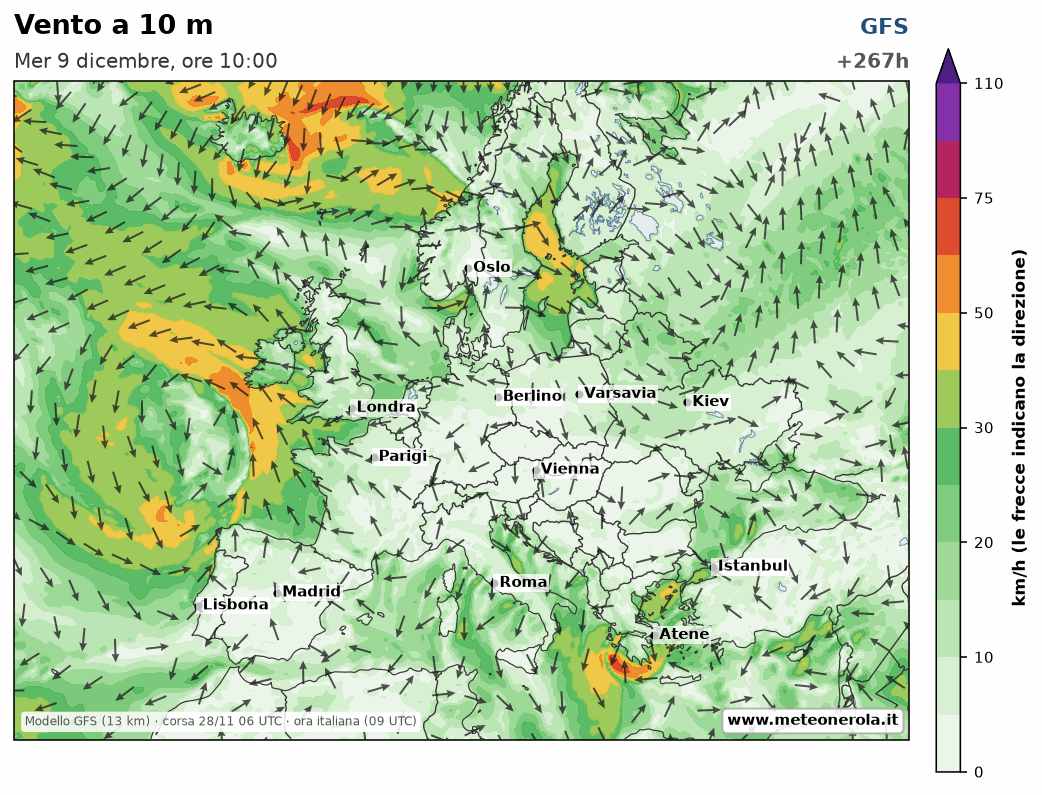 Vento a 10 m
GFS
Mer 9 dicembre, ore 10:00
+267h
110
75
50
30
20
10
0
km/h (le frecce indicano la direzione)
Oslo
Berlino
Varsavia
Kiev
Londra
Parigi
Vienna
Istanbul
Roma
Madrid
Lisbona
Atene
Modello GFS (13 km) · corsa 28/11 06 UTC · ora italiana (09 UTC)
www.meteonerola.it